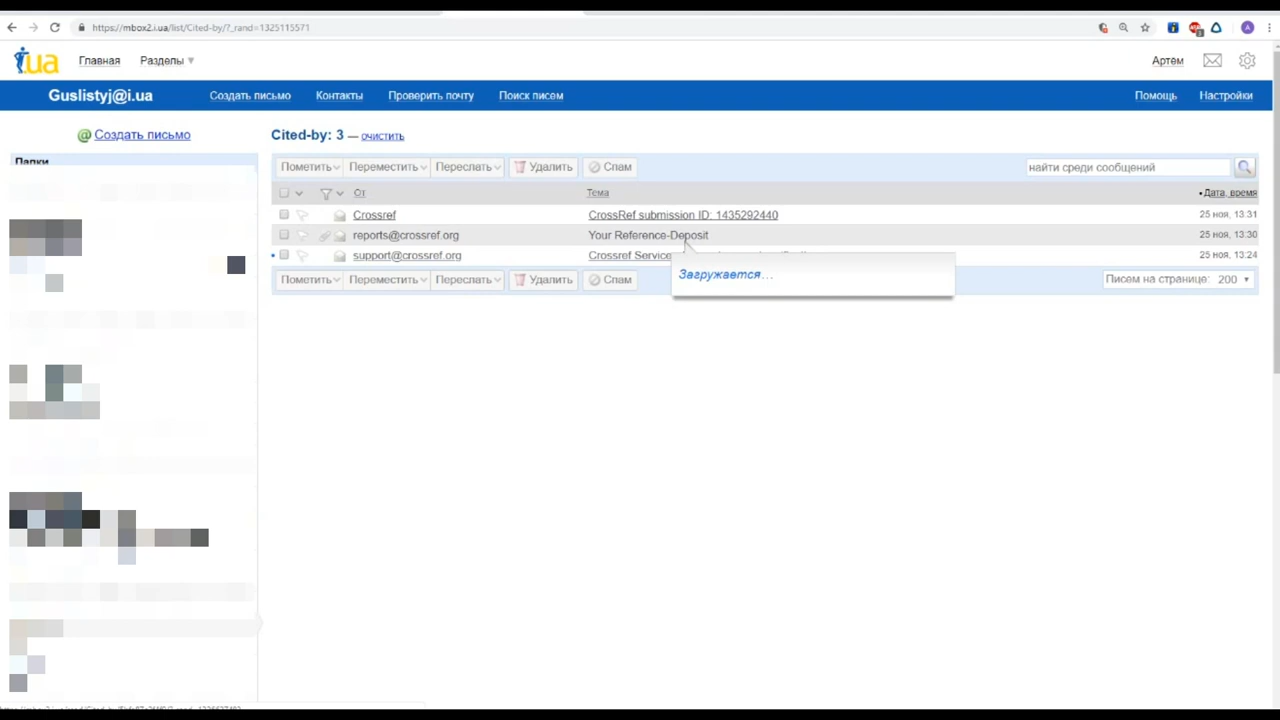 https://mbox2.i.ua/list/Cited-by/?_rand=1325115571
ua Главная Разделы Артем
Guslistyj@i.ua Создать письмо Контакты Проверить почту Поиск писем Помощь Настройки
Создать письмо
Cited-by: 3 — очистить
Папки
Пометить Переместить Переслать Удалить Спам найти среди сообщений
От Тема Дата, время
Crossref CrossRef submission ID: 1435292440 25 ноя, 13:31
reports@crossref.org Your Reference-Deposit 25 ноя, 13:30
support@crossref.org Crossref Service 25 ноя, 13:24
Загружается...
Пометить Переместить Переслать Удалить Спам Писем на странице: 200